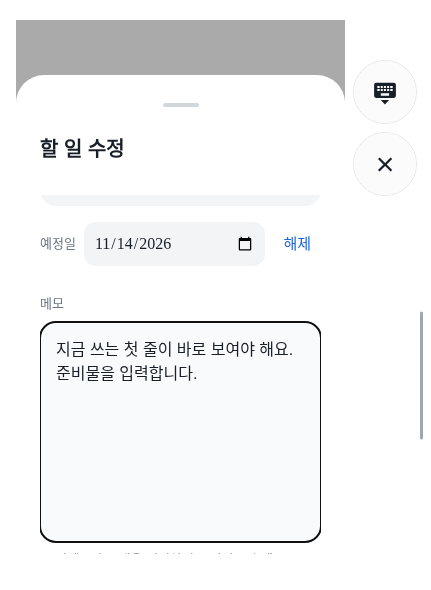 할 일 수정
예정일
11/14/2026
해제
메모
지금 쓰는 첫 줄이 바로 보여야 해요.
준비물을 입력합니다.